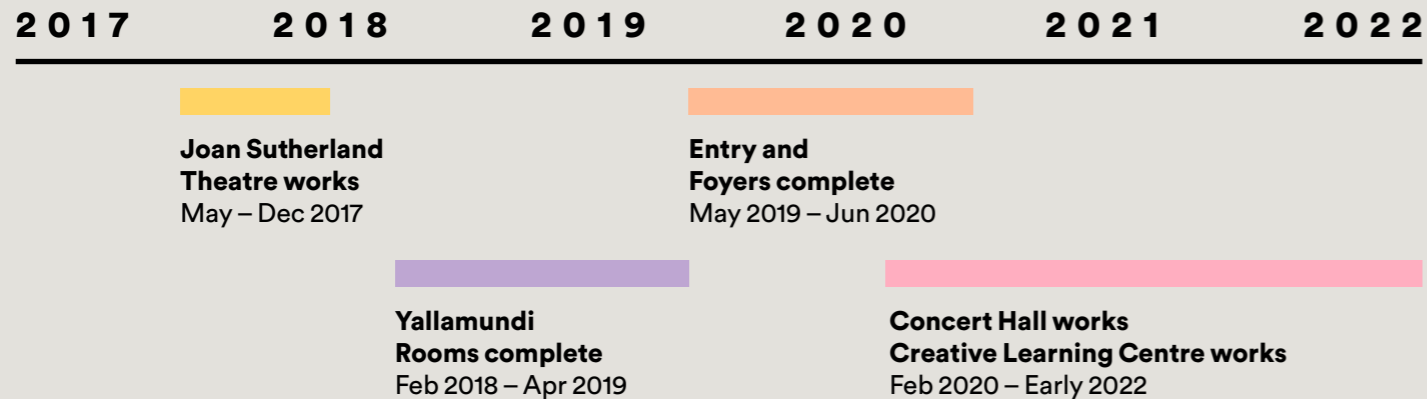 2017 2018 2019 2020 2021 2022
Joan Sutherland
Theatre works
May – Dec 2017
Entry and
Foyers complete
May 2019 – Jun 2020
Yallamundi
Rooms complete
Feb 2018 – Apr 2019
Concert Hall works
Creative Learning Centre works
Feb 2020 – Early 2022